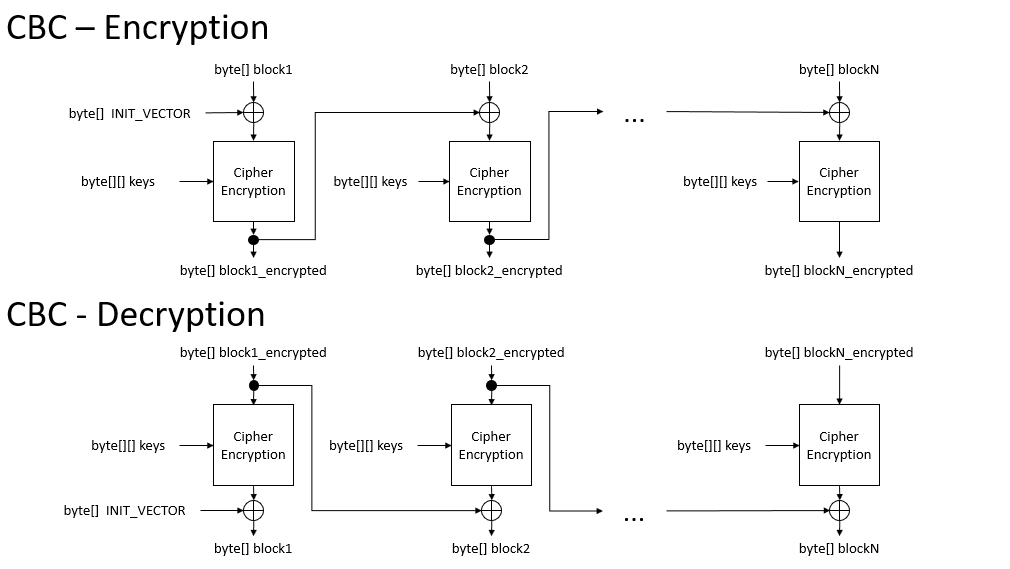 CBC – Encryption
byte[] block1
byte[] block2
byte[] blockN
byte[]  INIT_VECTOR
...
byte[][] keys
Cipher
Encryption
byte[][] keys
Cipher
Encryption
byte[][] keys
Cipher
Encryption
byte[] block1_encrypted
byte[] block2_encrypted
byte[] blockN_encrypted
CBC - Decryption
byte[] block1_encrypted
byte[] block2_encrypted
byte[] blockN_encrypted
byte[][] keys
Cipher
Encryption
byte[][] keys
Cipher
Encryption
byte[][] keys
Cipher
Encryption
byte[]  INIT_VECTOR
...
byte[] block1
byte[] block2
byte[] blockN